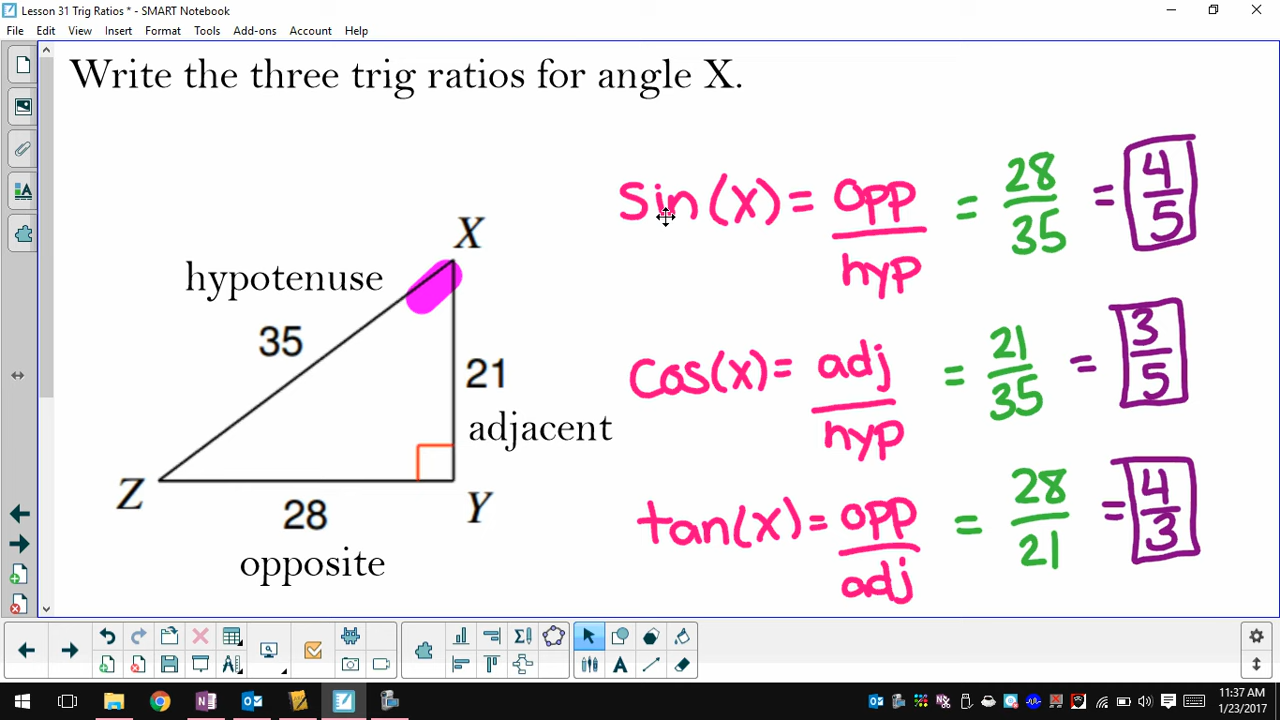 Lesson 31 Trig Ratios * - SMART Notebook
File Edit View Insert Format Tools Add-ons Account Help
Write the three trig ratios for angle X.
Sin(X) = Opp / hyp = 28 / 35 = 4 / 5
X
hypotenuse
35
21
adjacent
Cos(X) = adj / hyp = 21 / 35 = 3 / 5
Z
28
Y
opposite
tan(X) = opp / adj = 28 / 21 = 4 / 3
11:37 AM
1/23/2017